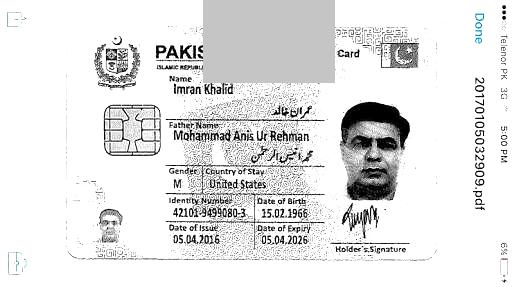 PAKIS
ISLAMIC REPUBLI
Card
Name
Imran Khalid
عمران خالد
Father Name
Mohammad Anis Ur Rehman
محمد انیس الرحمٰن
Gender Country of Stay
M United States
Identity Number Date of Birth
42101-9499080-3 15.02.1966
Date of Issue Date of Expiry
05.04.2016 05.04.2026
Holder's Signature
Telenor PK 3G 5:00 PM 6%
Done 20170105032909.pdf